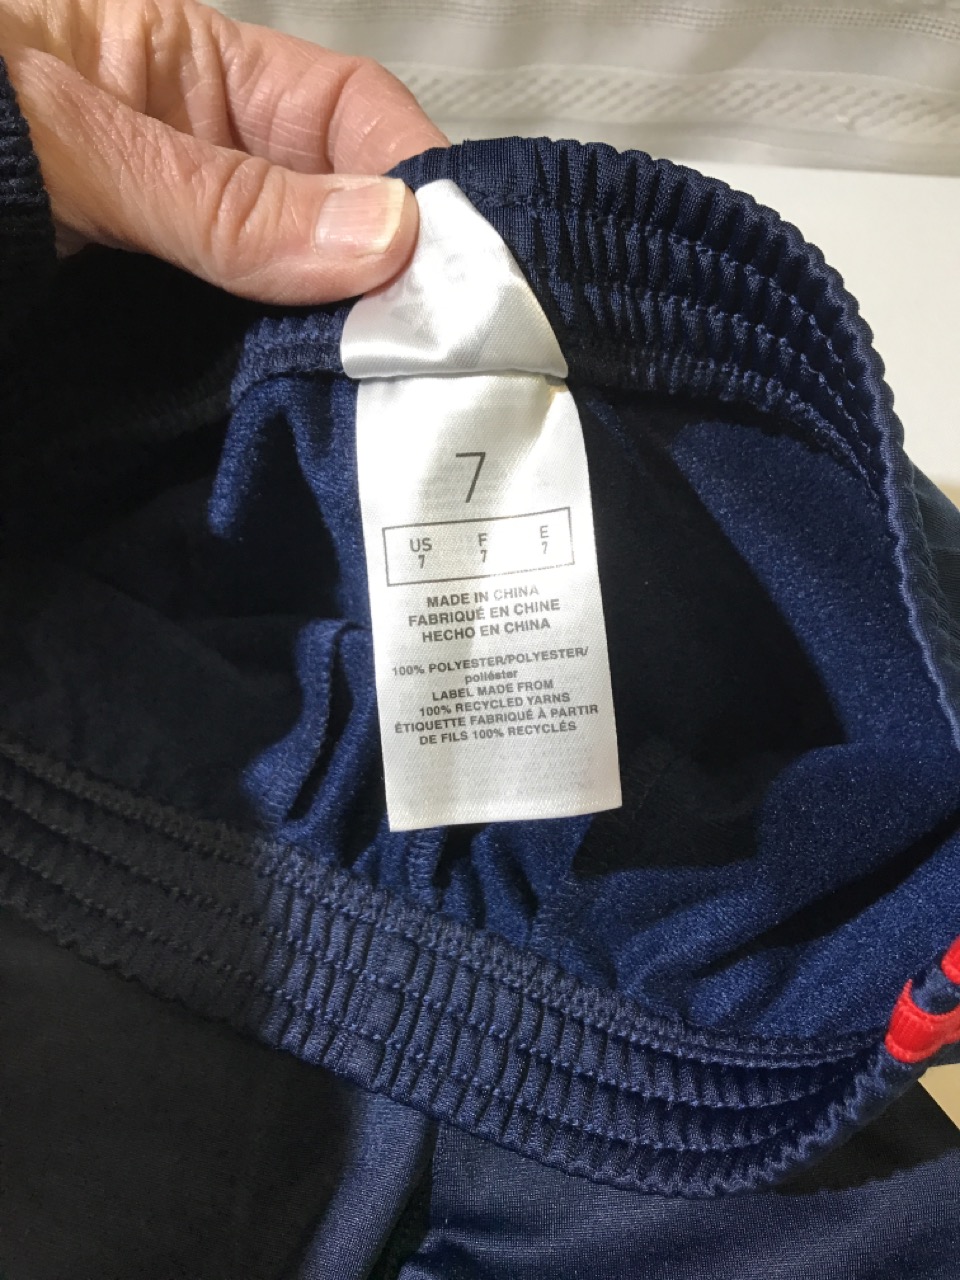 7
US F E
7 7 7
MADE IN CHINA
FABRIQUÉ EN CHINE
HECHO EN CHINA
100% POLYESTER/POLYESTER/
poliéster
LABEL MADE FROM
100% RECYCLED YARNS
ÉTIQUETTE FABRIQUÉ À PARTIR
DE FILS 100% RECYCLÉS